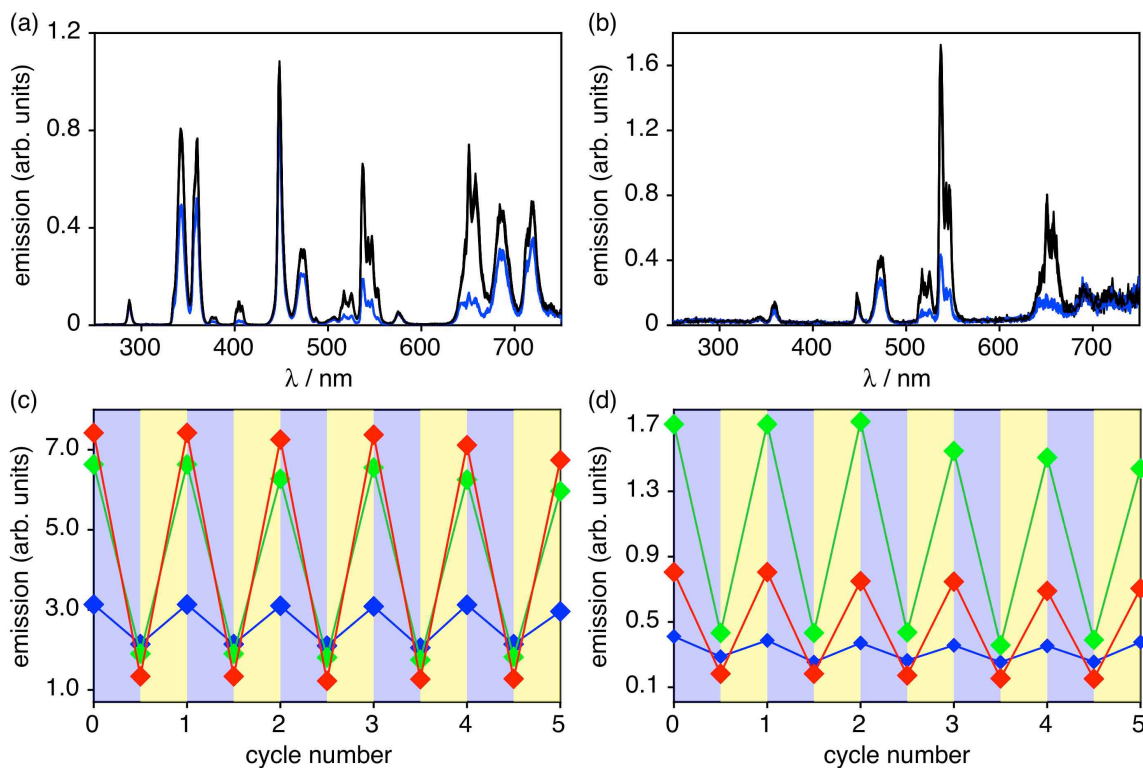 (a)
1.2
0.8
0.4
0
emission (arb. units)
300 400 500 600 700
λ / nm
(b)
1.6
1.2
0.8
0.4
0
emission (arb. units)
300 400 500 600 700
λ / nm
(c)
7.0
5.0
3.0
1.0
emission (arb. units)
0 1 2 3 4 5
cycle number
(d)
1.7
1.3
0.9
0.5
0.1
emission (arb. units)
0 1 2 3 4 5
cycle number